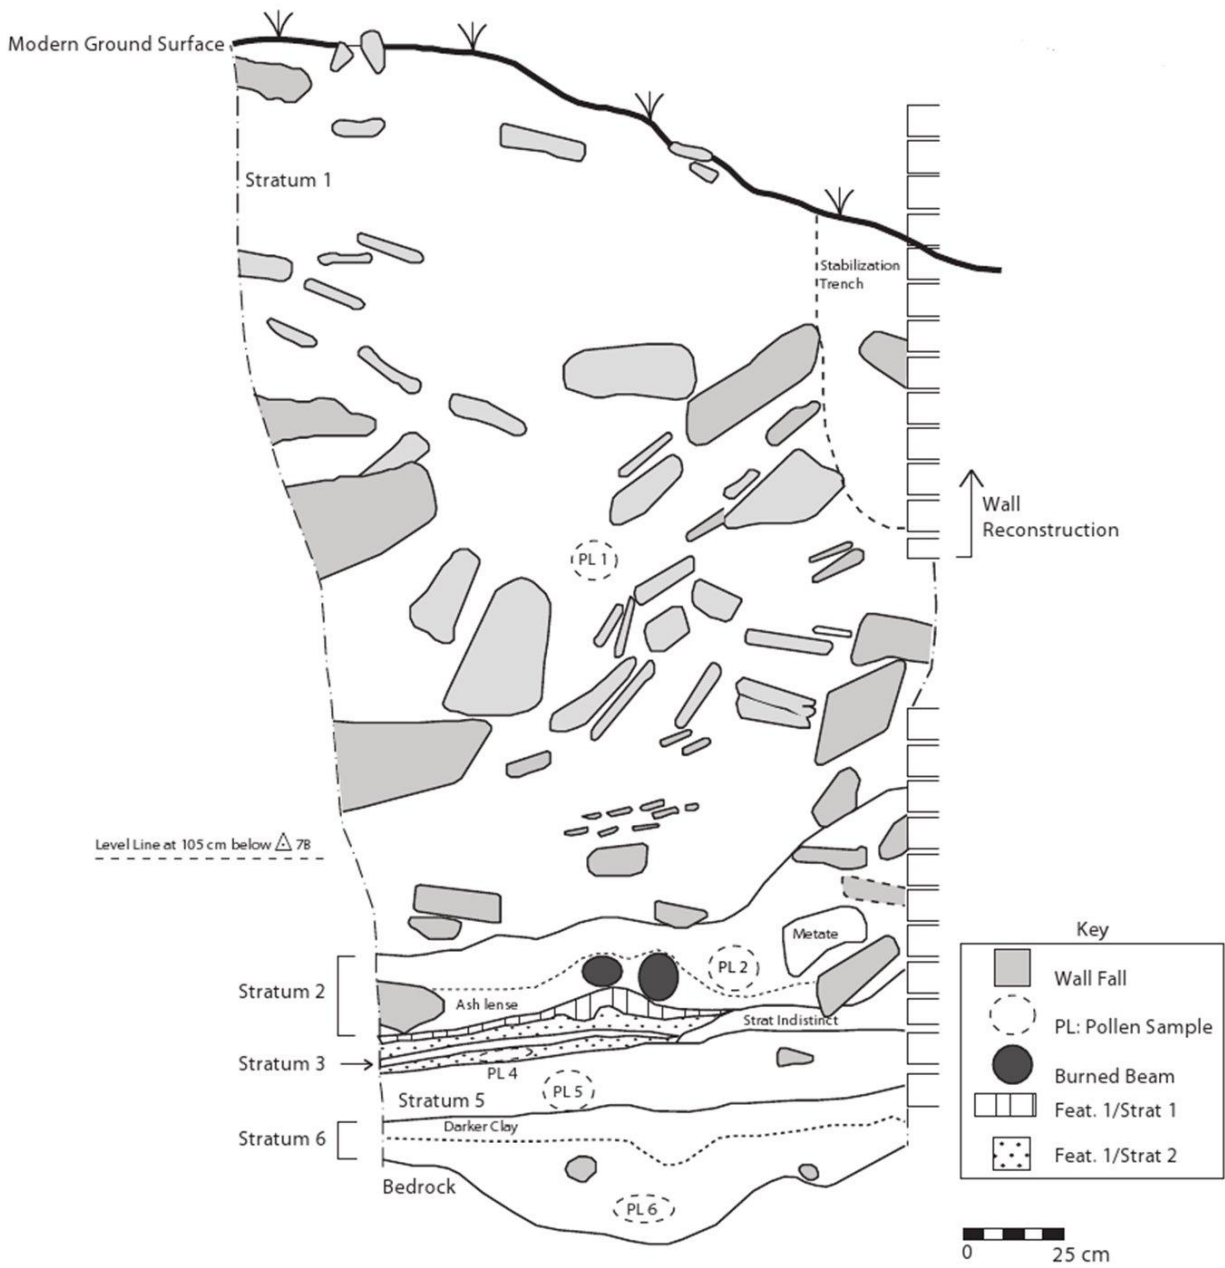 Modern Ground Surface
Stratum 1
Stabilization
Trench
Wall
Reconstruction
PL 1
Level Line at 105 cm below 7B
Metate
PL 2
Stratum 2
Ash lense
Strat Indistinct
Stratum 3
PL 4
PL 5
Stratum 5
Darker Clay
Stratum 6
Bedrock
PL 6
Key
Wall Fall
PL: Pollen Sample
Burned Beam
Feat. 1/Strat 1
Feat. 1/Strat 2
0 25 cm